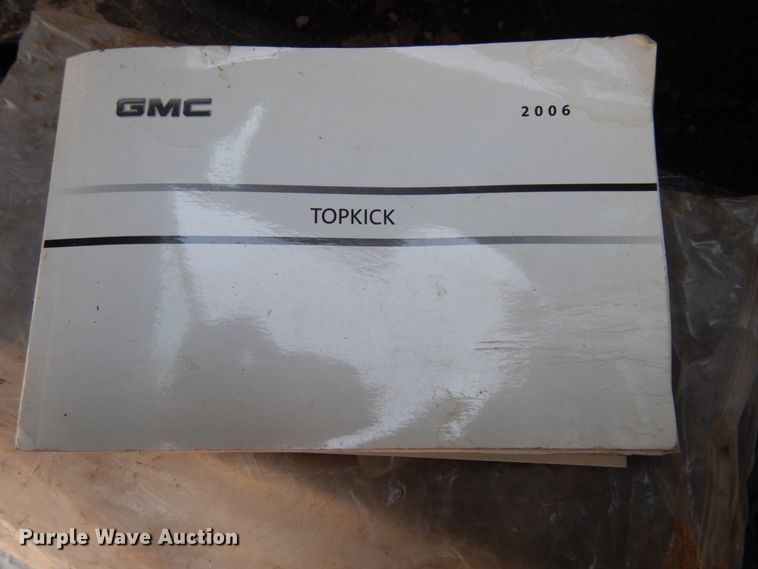 GMC 2006
TOPKICK
Purple Wave Auction